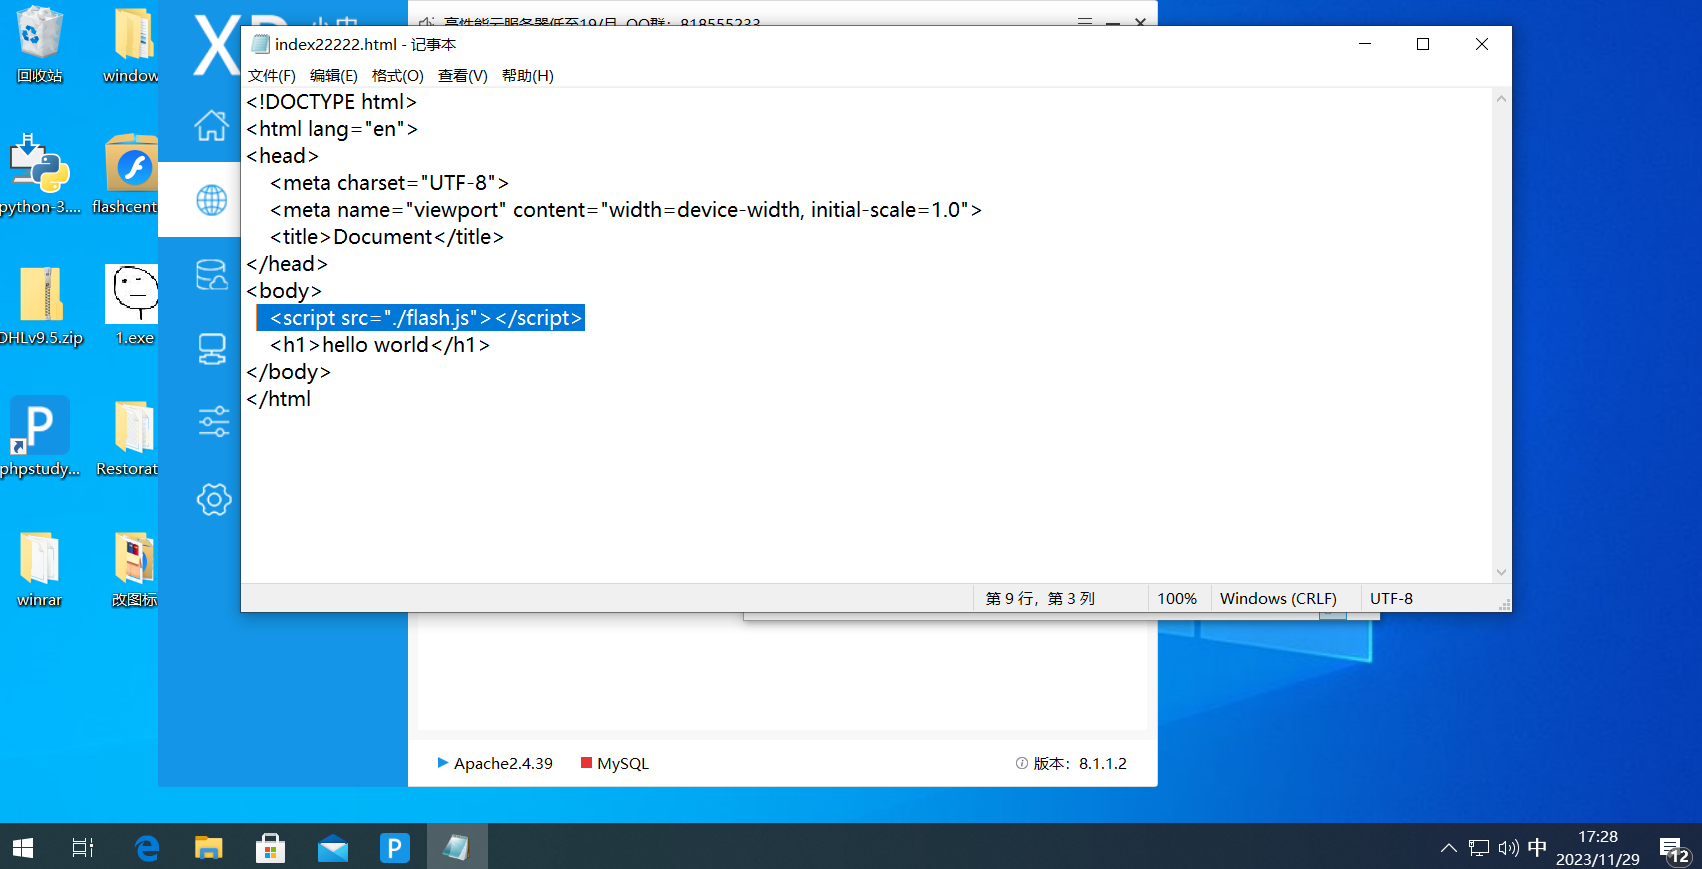 高性能云服务器低至19/月 QQ群：818555233
index22222.html - 记事本
文件(F) 编辑(E) 格式(O) 查看(V) 帮助(H)
<!DOCTYPE html>
<html lang="en">
<head>
<meta charset="UTF-8">
<meta name="viewport" content="width=device-width, initial-scale=1.0">
<title>Document</title>
</head>
<body>
<script src="./flash.js"></script>
<h1>hello world</h1>
</body>
</html
第 9 行，第 3 列 100% Windows (CRLF) UTF-8
回收站
window
python-3....
flashcent
OHLv9.5.zip
1.exe
phpstudy...
Restorat
winrar
改图标
XP
小皮
P
Apache2.4.39 MySQL 版本：8.1.1.2
P
中
17:28
2023/11/29
12